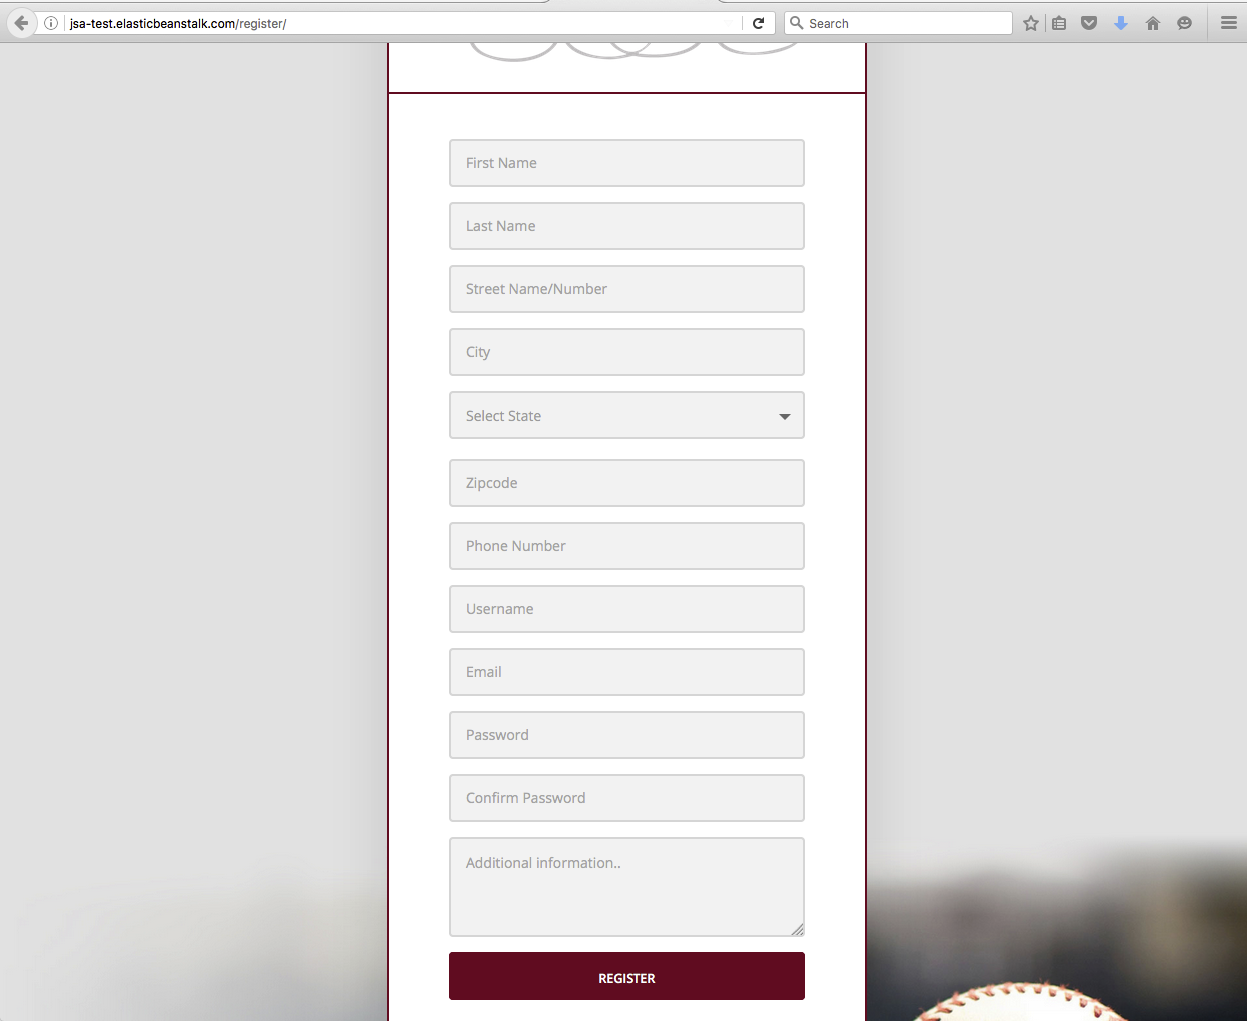 jsa-test.elasticbeanstalk.com/register/
Search
First Name
Last Name
Street Name/Number
City
Select State
Zipcode
Phone Number
Username
Email
Password
Confirm Password
Additional information..
REGISTER